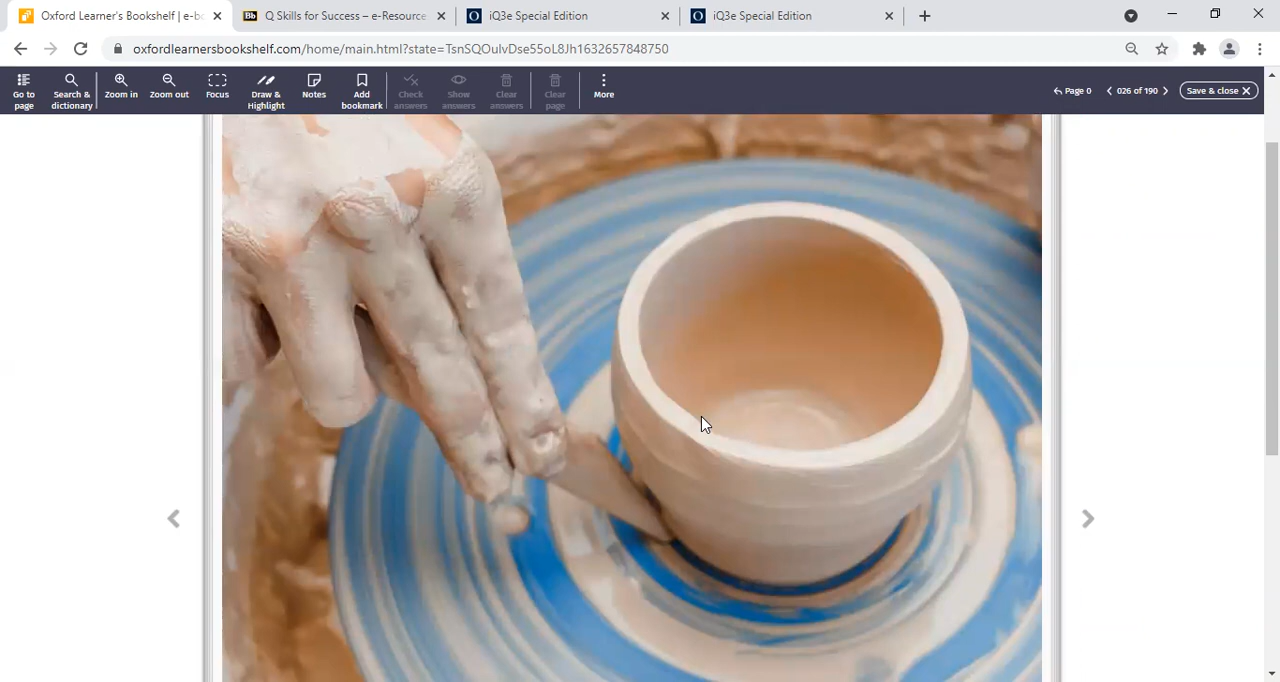 Oxford Learner's Bookshelf | e-bo
Bb Q Skills for Success – e-Resource
iQ3e Special Edition
iQ3e Special Edition
oxfordlearnersbookshelf.com/home/main.html?state=TsnSQOulvDse55oL8Jh1632657848750
Go to page
Search & dictionary
Zoom in
Zoom out
Focus
Draw & Highlight
Notes
Add bookmark
Check answers
Show answers
Clear answers
Clear page
More
Page 0
026 of 190
Save & close